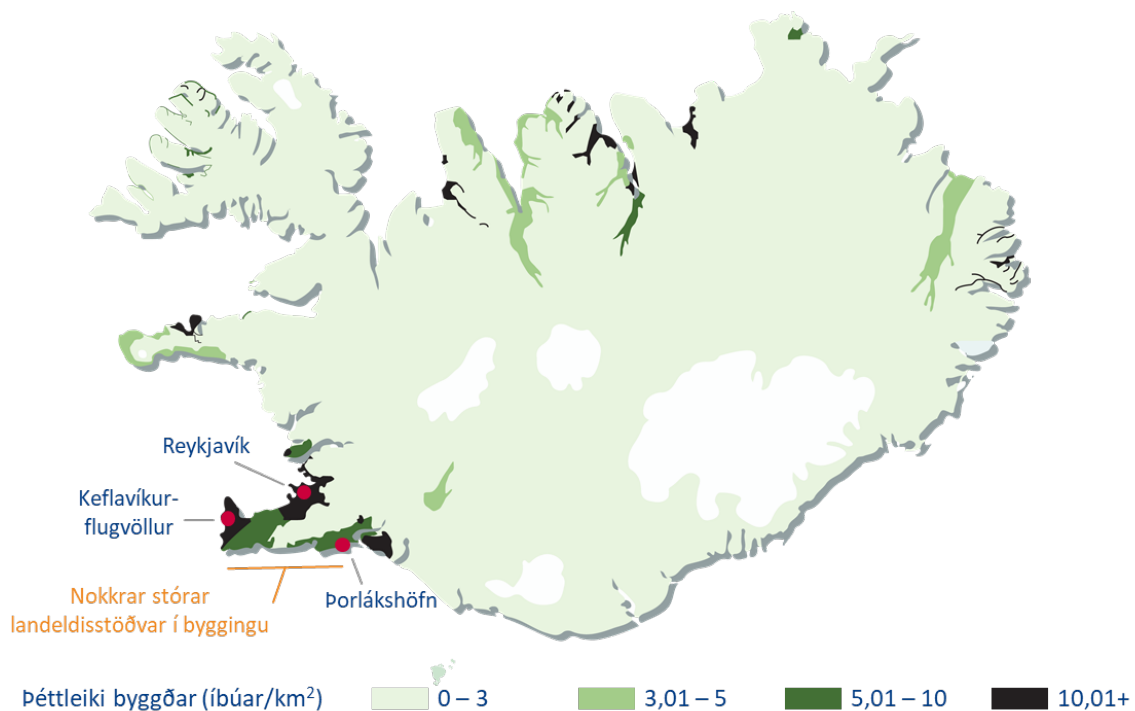 Reykjavík
Keflavíkur-
flugvöllur
Nokkrar stórar
landeldisstöðvar í byggingu
Þorlákshöfn
Þéttleiki byggðar (íbúar/km²)
0 – 3
3,01 – 5
5,01 – 10
10,01+